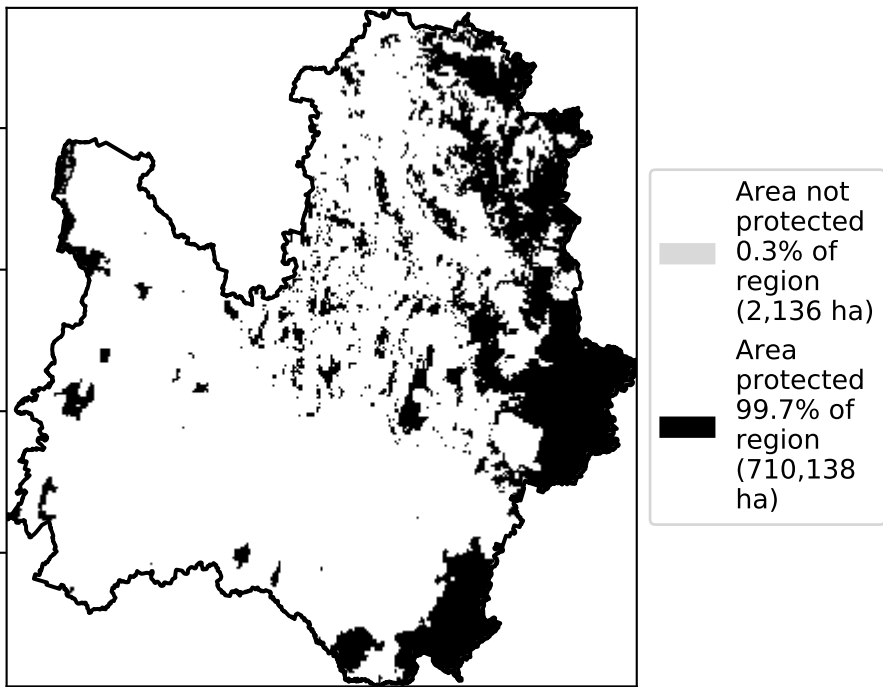 Area not
protected
0.3% of
region
(2,136 ha)
Area
protected
99.7% of
region
(710,138
ha)